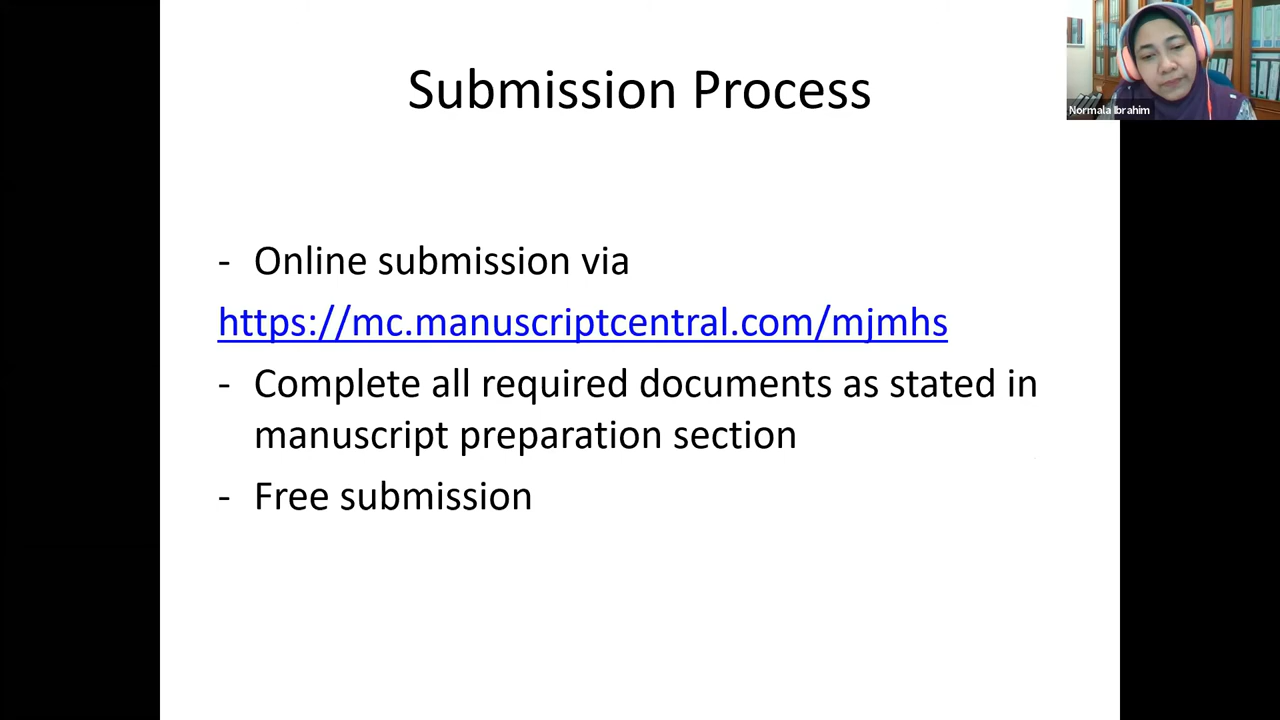 Submission Process
Normala Ibrahim
- Online submission via
https://mc.manuscriptcentral.com/mjmhs
- Complete all required documents as stated in
manuscript preparation section
- Free submission